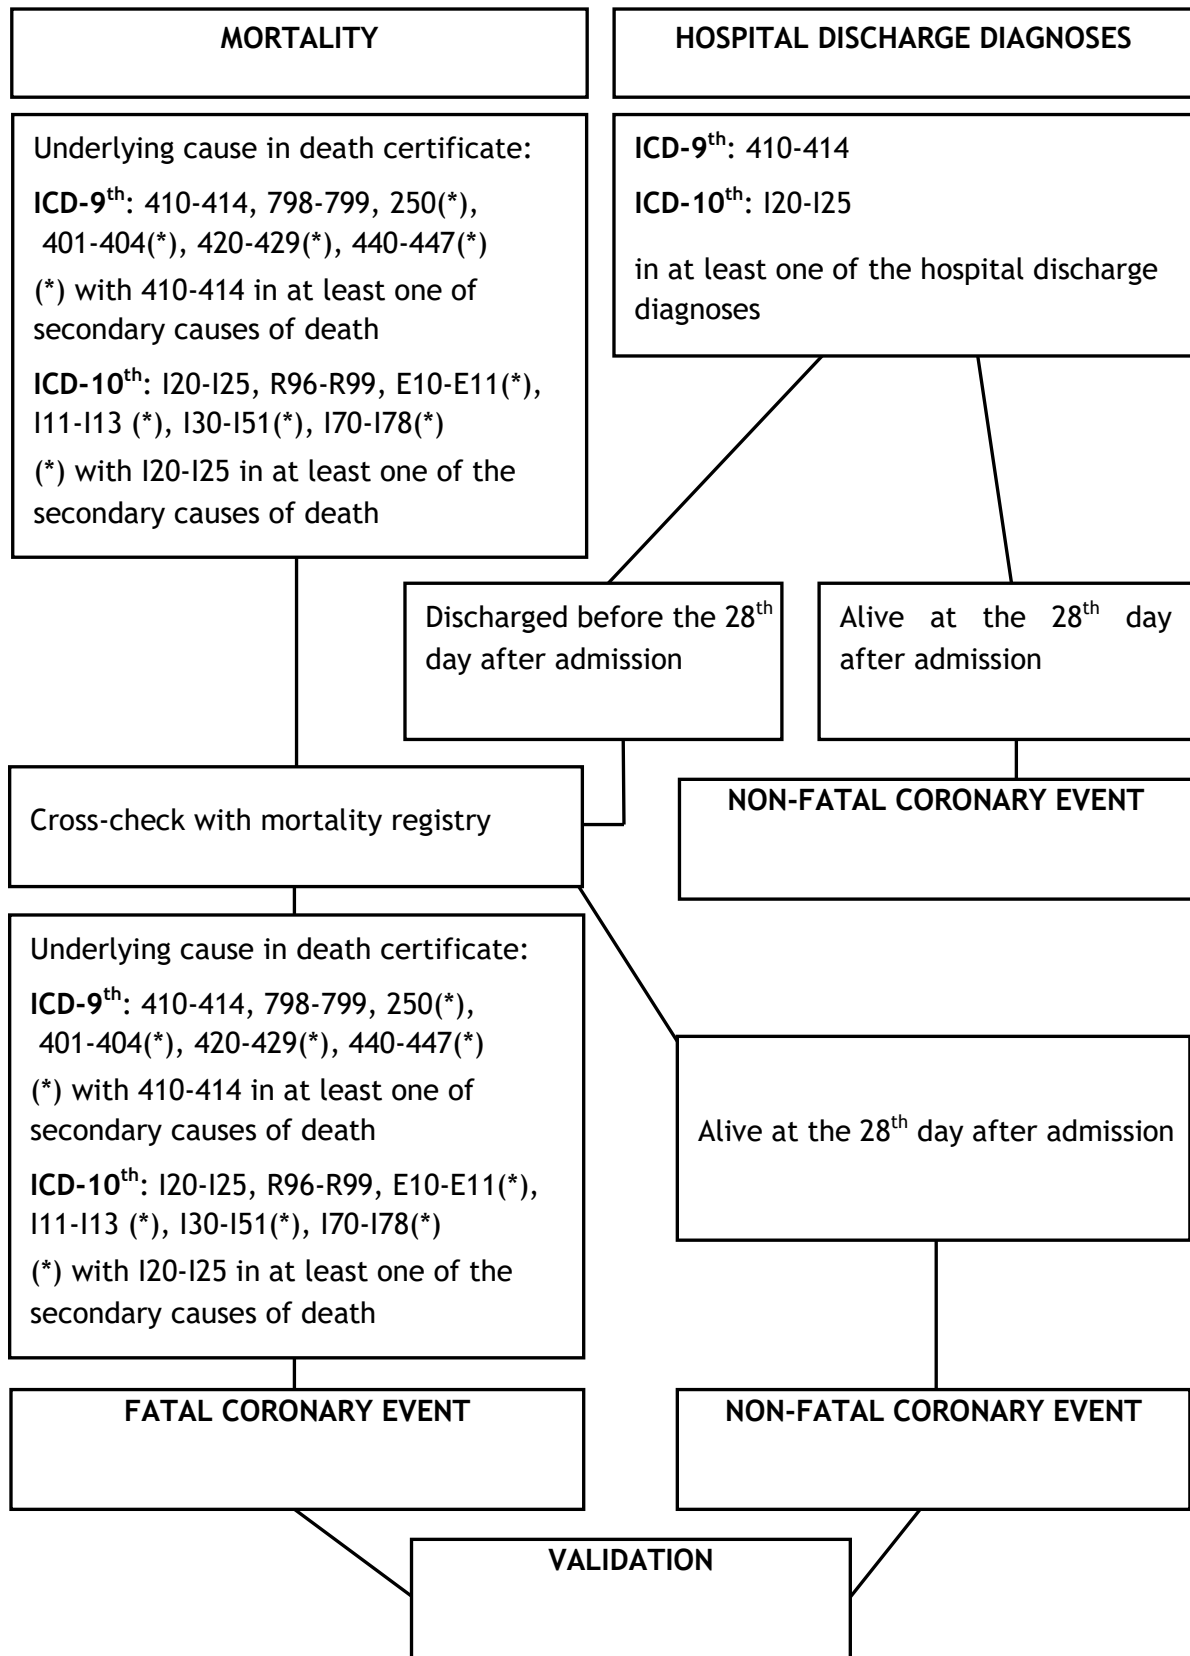 MORTALITY
HOSPITAL DISCHARGE DIAGNOSES
Underlying cause in death certificate:
ICD-9th: 410-414, 798-799, 250(*),
401-404(*), 420-429(*), 440-447(*)
(*) with 410-414 in at least one of
secondary causes of death
ICD-10th: I20-I25, R96-R99, E10-E11(*),
I11-I13 (*), I30-I51(*), I70-I78(*)
(*) with I20-I25 in at least one of the
secondary causes of death
ICD-9th: 410-414
ICD-10th: I20-I25
in at least one of the hospital discharge
diagnoses
Discharged before the 28th
day after admission
Alive at the 28th day
after admission
Cross-check with mortality registry
NON-FATAL CORONARY EVENT
Underlying cause in death certificate:
ICD-9th: 410-414, 798-799, 250(*),
401-404(*), 420-429(*), 440-447(*)
(*) with 410-414 in at least one of
secondary causes of death
ICD-10th: I20-I25, R96-R99, E10-E11(*),
I11-I13 (*), I30-I51(*), I70-I78(*)
(*) with I20-I25 in at least one of the
secondary causes of death
Alive at the 28th day after admission
FATAL CORONARY EVENT
NON-FATAL CORONARY EVENT
VALIDATION